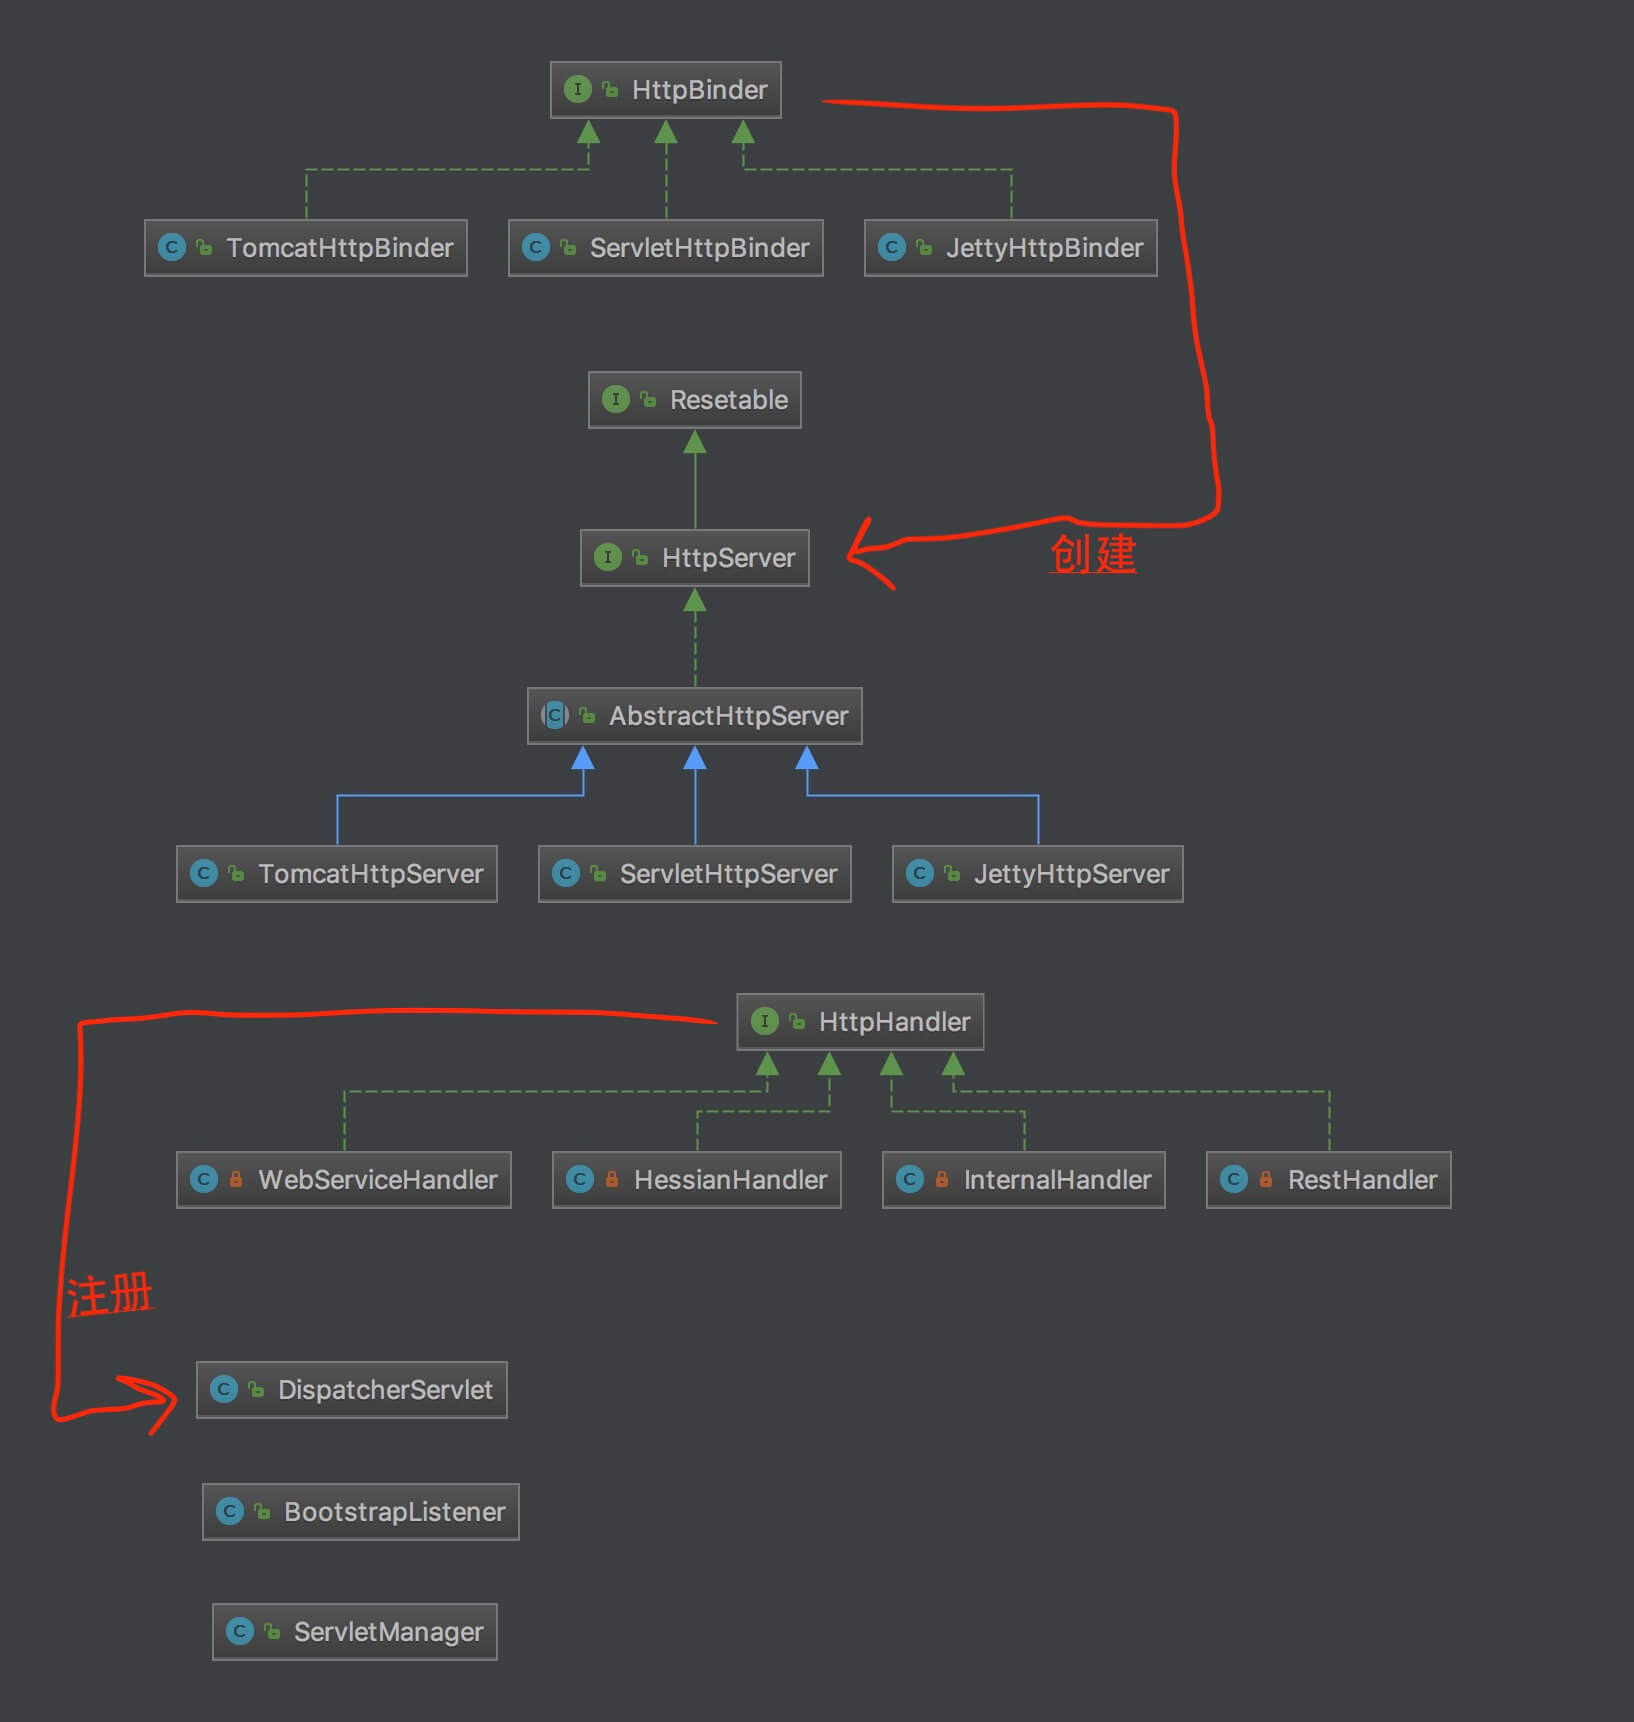 HttpBinder
TomcatHttpBinder
ServletHttpBinder
JettyHttpBinder
Resetable
HttpServer
创建
AbstractHttpServer
TomcatHttpServer
ServletHttpServer
JettyHttpServer
HttpHandler
WebServiceHandler
HessianHandler
InternalHandler
RestHandler
注册
DispatcherServlet
BootstrapListener
ServletManager